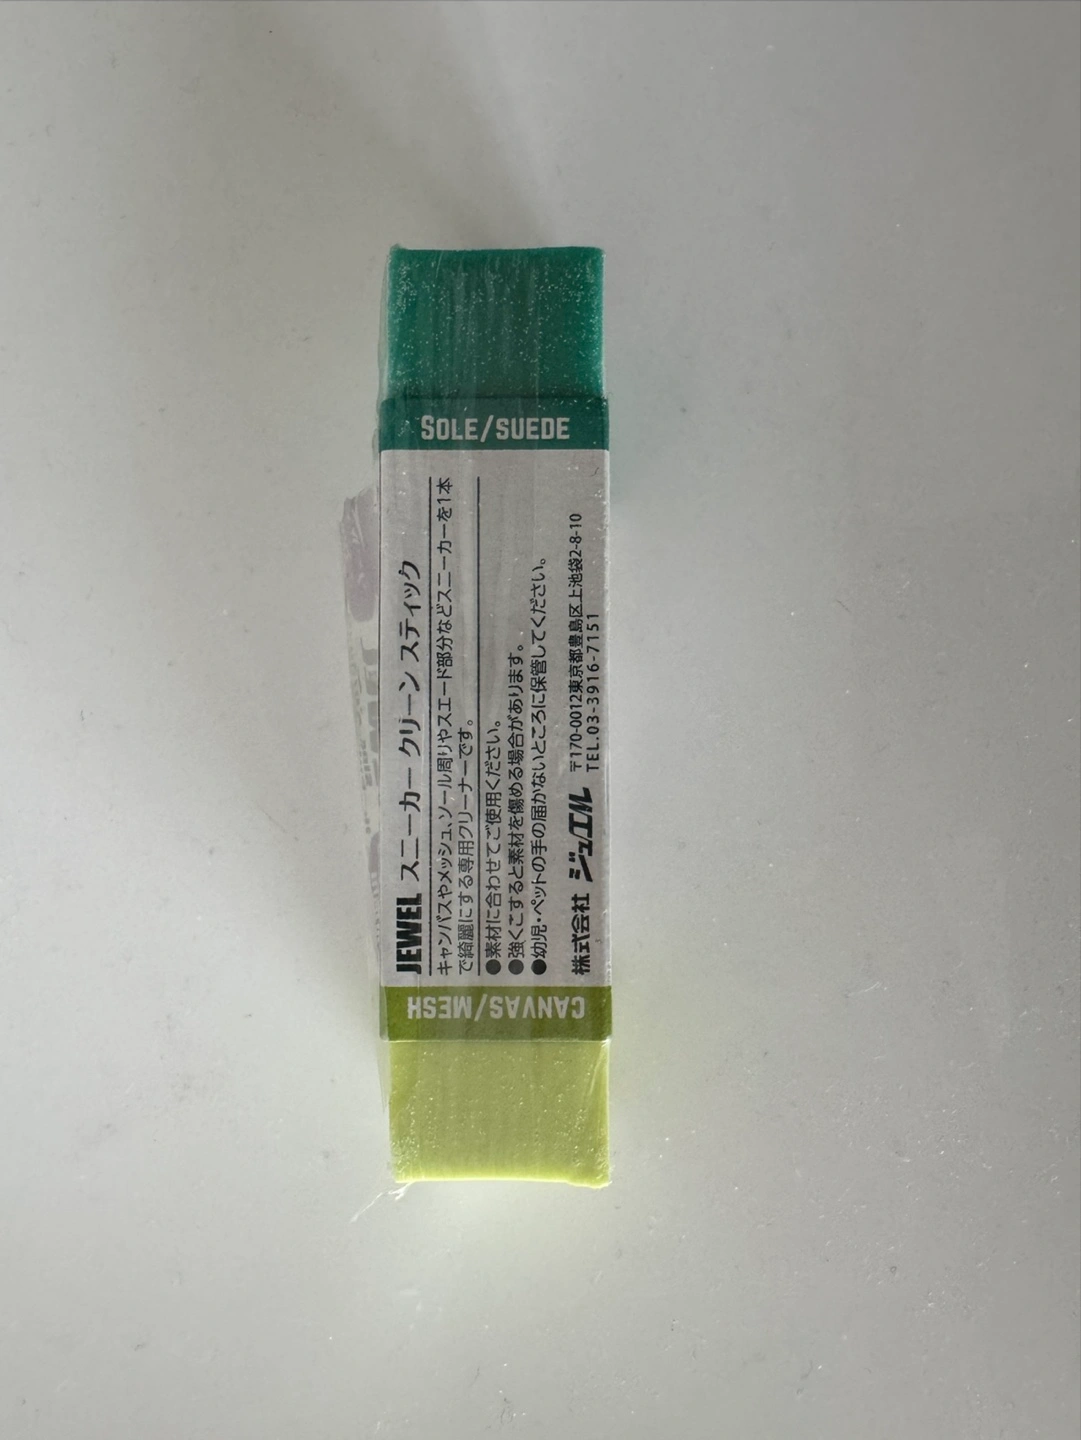 SOLE/SUEDE
JEWEL スニーカー クリーン スティック
キャンバスやメッシュ、ソール周りやスエード部分などスニーカーを1本
で綺麗にする専用クリーナーです。
●素材に合わせてご使用ください。
●強くこすると素材を傷める場合があります。
●幼児・ペットの手の届かないところに保管してください。
株式会社 ジュエル 〒170-0012東京都豊島区上池袋2-8-10
TEL.03-3916-7151
CANVAS/MESH